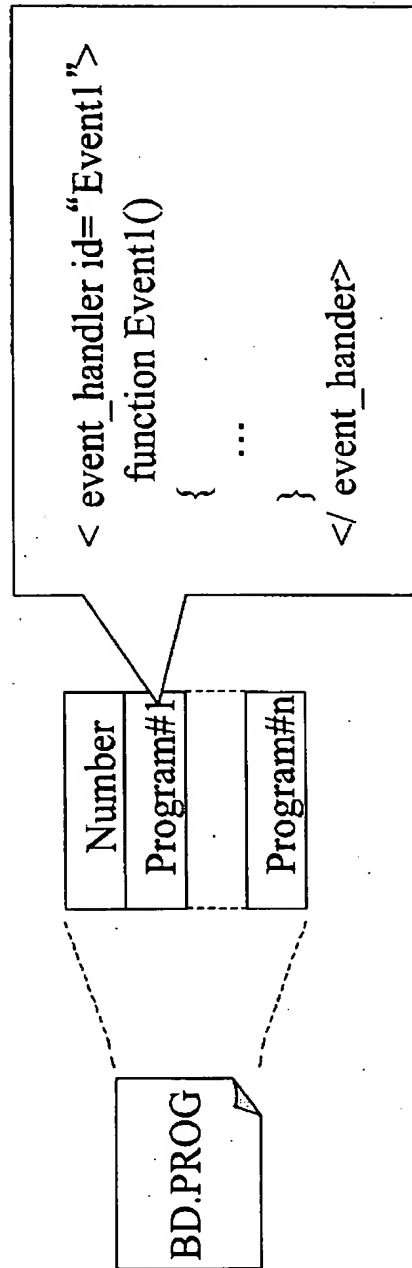 BD.PROG
Number
Program#1
Program#n
< event_handler id=“Event1”>
function Event1()
{
...
}
</ event_hander>